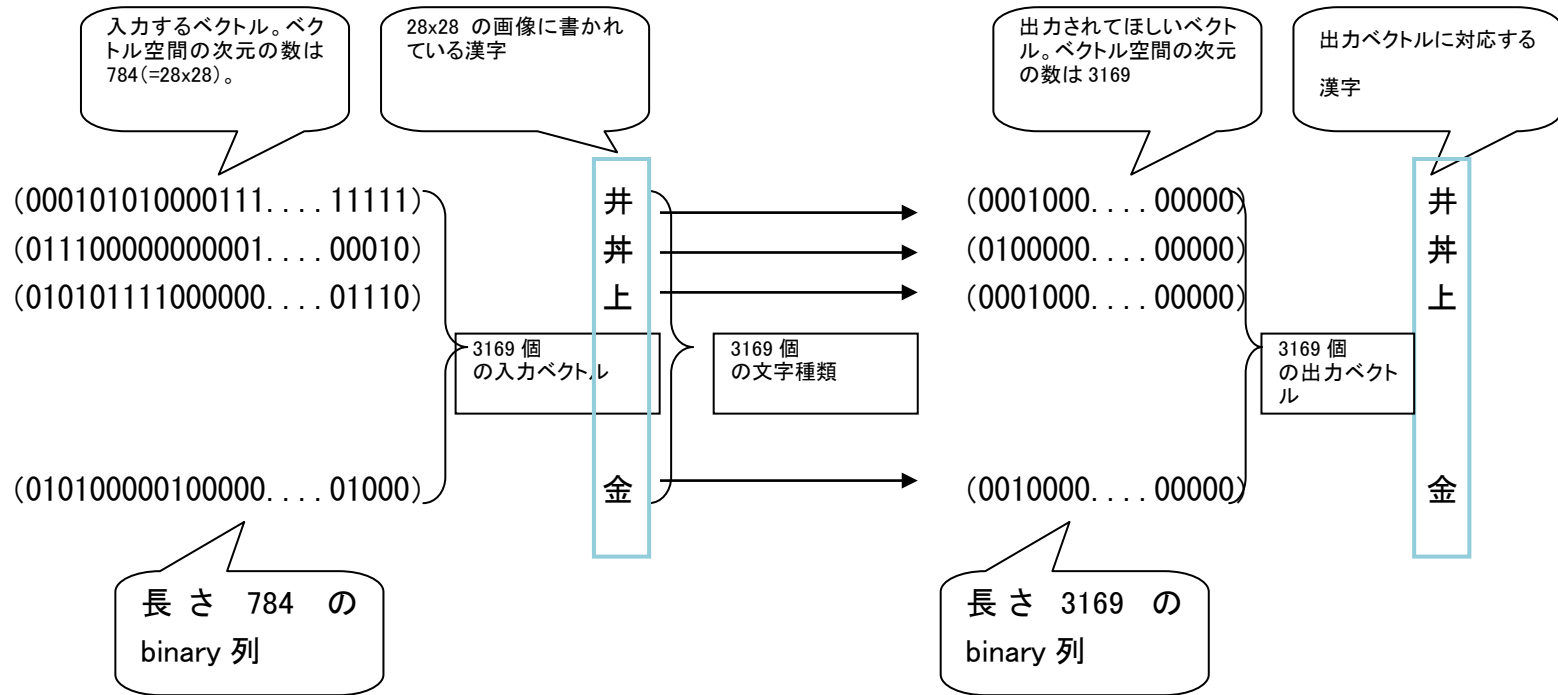 入力するベクトル。ベク
トル空間の次元の数は
784(=28x28)。
28x28 の画像に書かれ
ている漢字
出力されてほしいベクト
ル。ベクトル空間の次元
の数は 3169
出力ベクトルに対応する
漢字
(000101010000111....11111)
井
(0001000....00000)
井
(011100000000001....00010)
丼
(0100000....00000)
丼
(010101111000000....01110)
上
(0001000....00000)
上
3169 個
の入力ベクトル
3169 個
の文字種類
3169 個
の出力ベクト
ル
(010100000100000....01000)
金
(0010000....00000)
金
長さ 784 の
binary 列
長さ 3169 の
binary 列